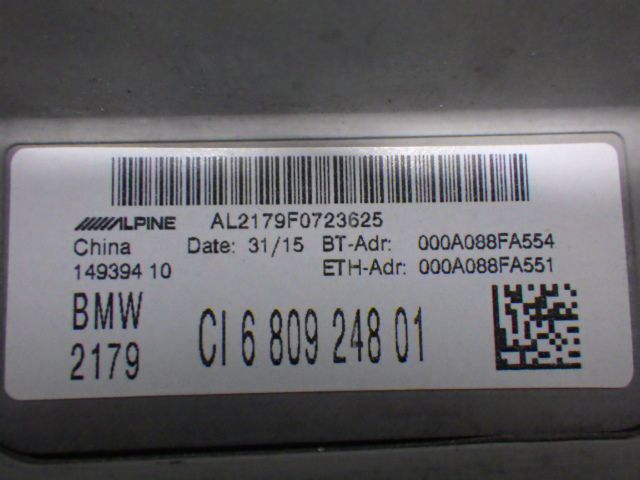 ALPINE AL2179F0723625
China Date: 31/15 BT-Adr: 000A088FA554
149394 10 ETH-Adr: 000A088FA551
BMW
2179 CI 6 809 248 01